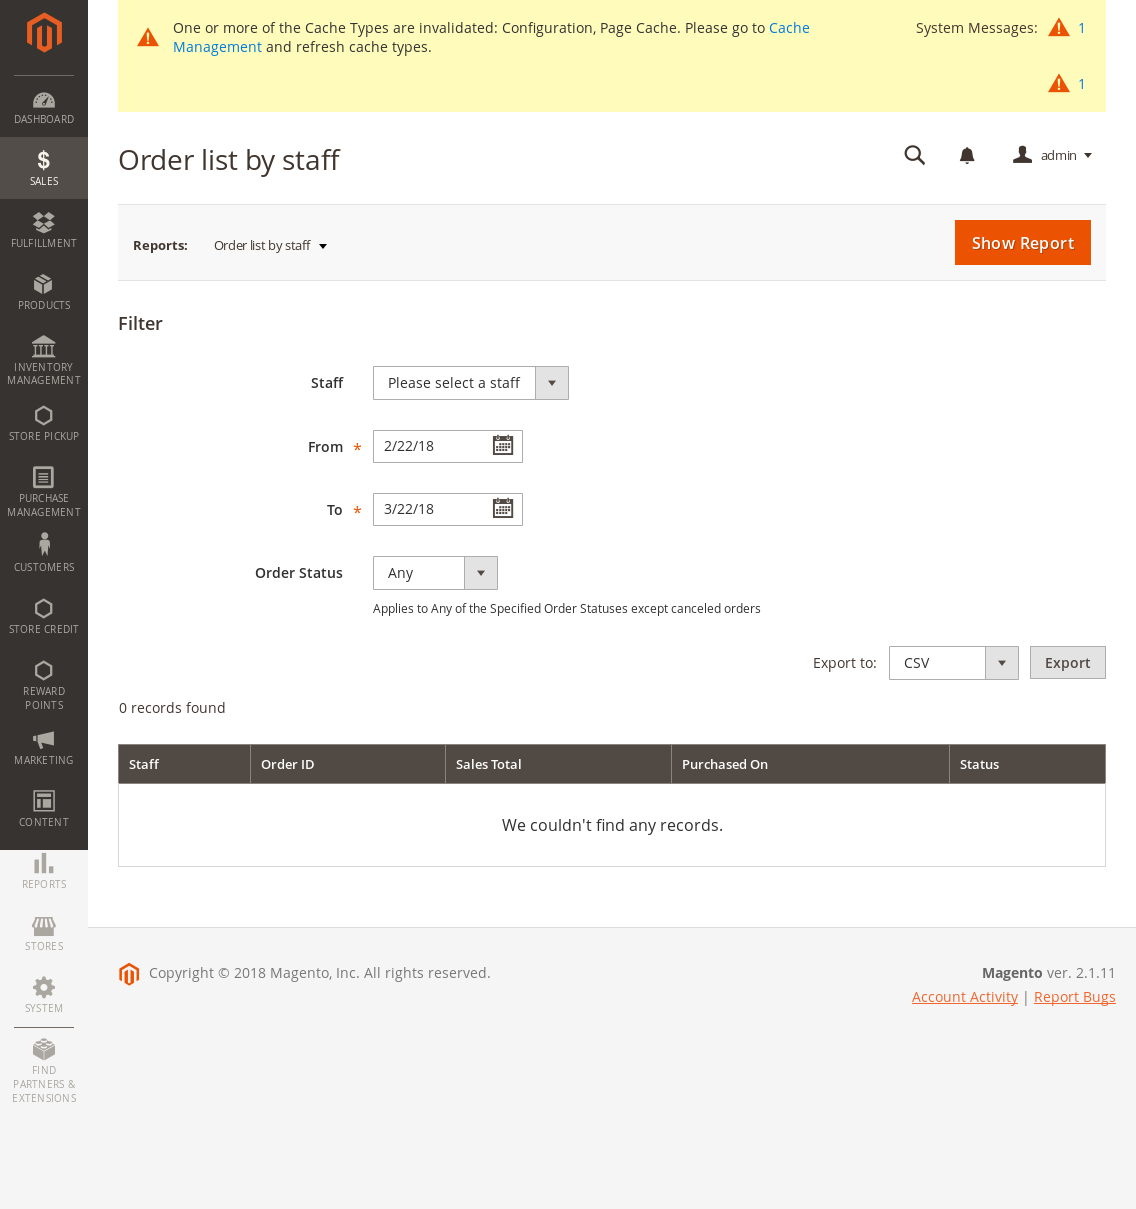 One or more of the Cache Types are invalidated: Configuration, Page Cache. Please go to Cache
Management and refresh cache types.
System Messages: 1
1
DASHBOARD
SALES
FULFILLMENT
PRODUCTS
INVENTORY
MANAGEMENT
STORE PICKUP
PURCHASE
MANAGEMENT
CUSTOMERS
STORE CREDIT
REWARD
POINTS
MARKETING
CONTENT
REPORTS
STORES
SYSTEM
FIND
PARTNERS &
EXTENSIONS
Order list by staff
admin
Reports: Order list by staff
Show Report
Filter
Staff Please select a staff
From * 2/22/18
To * 3/22/18
Order Status Any
Applies to Any of the Specified Order Statuses except canceled orders
Export to: CSV Export
0 records found
Staff Order ID Sales Total Purchased On Status
We couldn't find any records.
Copyright © 2018 Magento, Inc. All rights reserved.
Magento ver. 2.1.11
Account Activity | Report Bugs